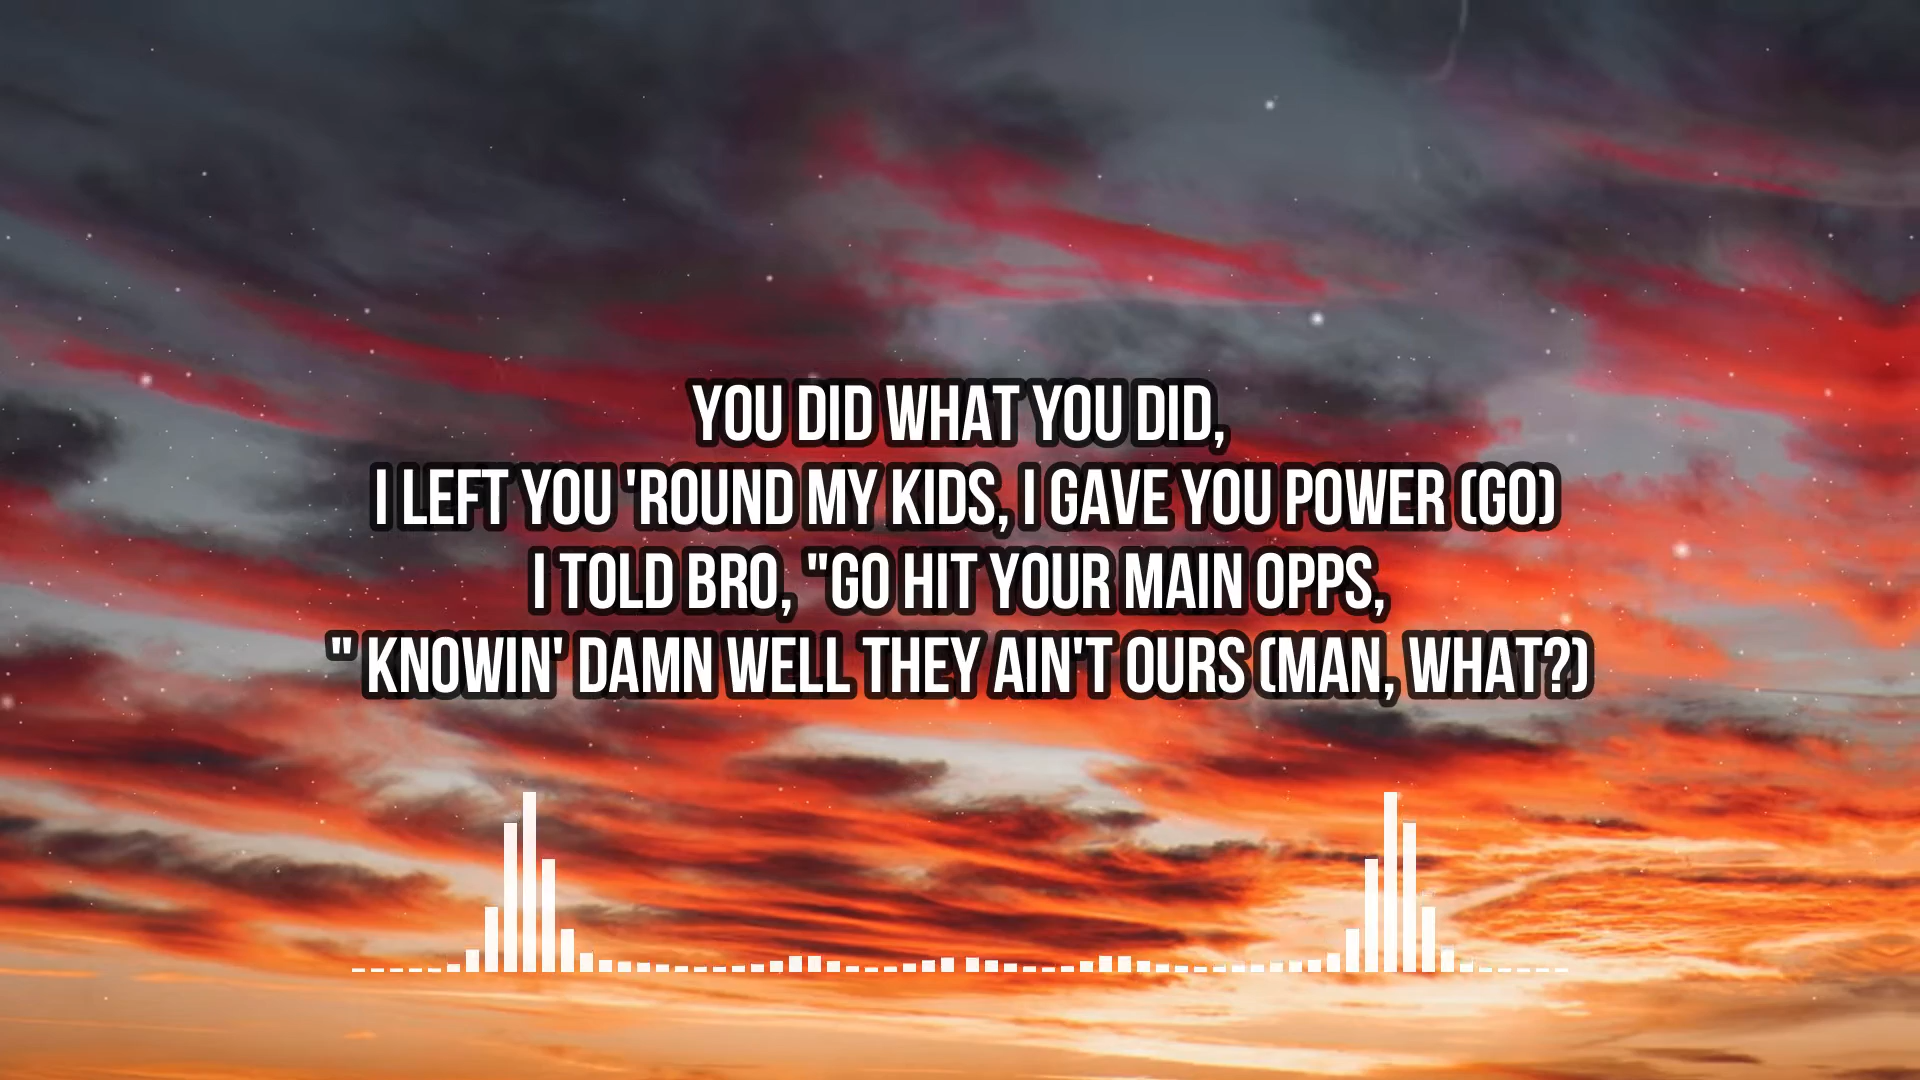 YOU DID WHAT YOU DID,
I LEFT YOU 'ROUND MY KIDS, I GAVE YOU POWER (GO)
I TOLD BRO, "GO HIT YOUR MAIN OPPS,
" KNOWIN' DAMN WELL THEY AIN'T OURS (MAN, WHAT?)